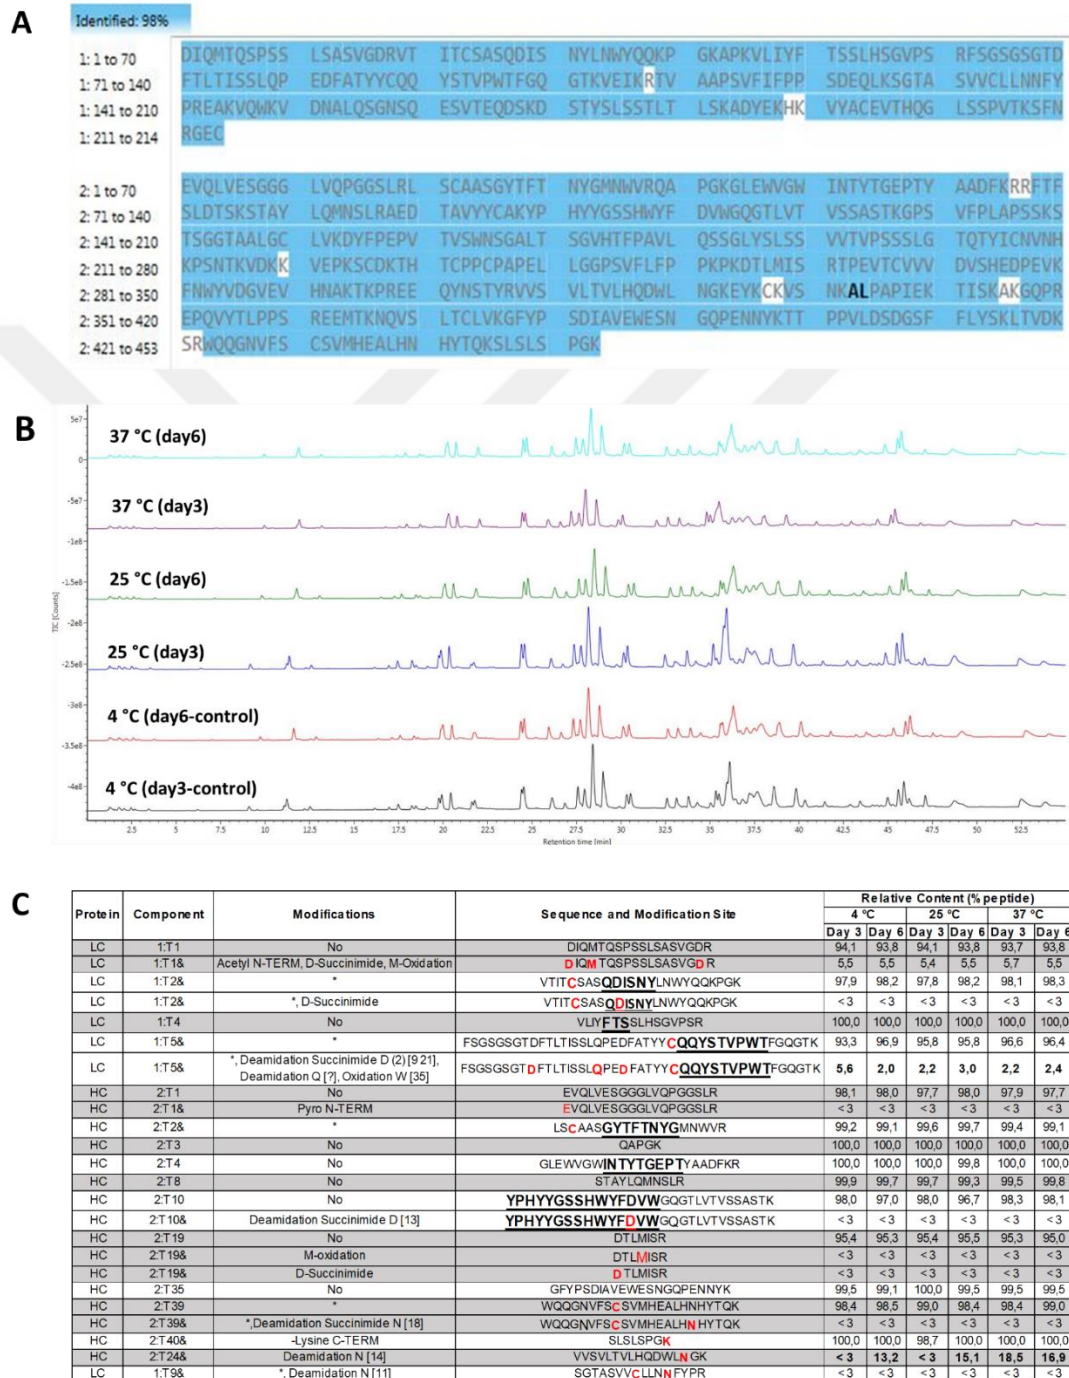 A
Identified: 98%
1: 1 to 70 DIQMTQSPSS LSASVGDRVT ITCSASQDIS NYLNWYQQKP GKAPKVLIYF TSSLHSGVPS RFSGSGSGTD
1: 71 to 140 FTLTISSLQP EDFATYYCQQ YSTVPWTFGQ GTKVEIKRTV AAPSVFIFPP SDEQLKSGTA SVVCLLNNFY
1: 141 to 210 PREAKVQWKV DNALQSGNSQ ESVTEQDSKD STYSLSSTLT LSKADYEKHK VYACEVTHQG LSSPVTKSFN
1: 211 to 214 RGEC
2: 1 to 70 EVQLVESGGG LVQPGGSLRL SCAASGYTFT NYGMNWVRQA PGKGLEWVGW INTYTGEPTY AADFKRRFTF
2: 71 to 140 SLDTSKSTAY LQMNSLRAED TAVYYCAKYP HYYGSSHWYF DVWGQGTLVT VSSASTKGPS VFPLAPSSKS
2: 141 to 210 TSGGTAALGC LVKDYFPEPV TVSWNSGALT SGVHTFPAVL QSSGLYSLSS VVTVPSSSLG TQTYICNVNH
2: 211 to 280 KPSNTKVDKK VEPKSCDKTH TCPPCPAPEL LGGPSVFLFP PKPKDTLMIS RTPEVTCVVV DVSHEDPEVK
2: 281 to 350 FNWYVDGVEV HNAKTKPREE QYNSTYRVVS VLTVLHQDWL NGKEYKCKVS NKALPAPIEK TISKAKGQPR
2: 351 to 420 EPQVYTLPPS REEMTKNQVS LTCLVKGFYP SDIAVEWESN GQPENNYKTT PPVLDSDGSF FLYSKLTVDK
2: 421 to 453 SRWQQGNVFS CSVMHEALHN HYTQKSLSLS PGK
B
5e7
37 °C (day6)
0
-5e7
37 °C (day3)
-1e8
25 °C (day6)
-1.5e8
-2e8
25 °C (day3)
-2.5e8
-3e8
4 °C (day6-control)
-3.5e8
4 °C (day3-control)
-4e8
TIC [Counts]
2.5 5 7.5 10 12.5 15 17.5 20 22.5 25 27.5 30 32.5 35 37.5 40 42.5 45 47.5 50 52.5
Retention time [min]
C
Relative Content (% peptide)
Protein Component Modifications Sequence and Modification Site 4 °C 25 °C 37 °C
Day 3 Day 6 Day 3 Day 6 Day 3 Day 6
LC 1:T1 No DIQMTQSPSSLSASVGDR 94,1 93,8 94,1 93,8 93,7 93,8
LC 1:T1& Acetyl N-TERM, D-Succinimide, M-Oxidation DIQMTQSPSSLSASVGDR 5,5 5,5 5,4 5,5 5,7 5,5
LC 1:T2& * VTITCSASQDISNYLNWYQQKPGK 97,9 98,2 97,8 98,2 98,1 98,3
LC 1:T2& *, D-Succinimide VTITCSASQDISNYLNWYQQKPGK <3 <3 <3 <3 <3 <3
LC 1:T4 No VLIYFTSSLHSGVPSR 100,0 100,0 100,0 100,0 100,0 100,0
LC 1:T5& * FSGSGSGTDFTLTISSLQPEDFATYYCQQYSTVPWTFGQGTK 93,3 96,9 95,8 95,8 96,6 96,4
LC 1:T5& *, Deamidation Succinimide D (2) [9 21], Deamidation Q [?], Oxidation W [35] FSGSGSGTDFTLTISSLQPEDFATYYCQQYSTVPWTFGQGTK 5,6 2,0 2,2 3,0 2,2 2,4
HC 2:T1 No EVQLVESGGGLVQPGGSLR 98,1 98,0 97,7 98,0 97,9 97,7
HC 2:T1& Pyro N-TERM EVQLVESGGGLVQPGGSLR <3 <3 <3 <3 <3 <3
HC 2:T2& * LSCAASGYTFTNYGMNWVR 99,2 99,1 99,6 99,7 99,4 99,1
HC 2:T3 No QAPGK 100,0 100,0 100,0 100,0 100,0 100,0
HC 2:T4 No GLEWVGWINTYTGEPTYAADFKR 100,0 100,0 100,0 99,8 100,0 100,0
HC 2:T8 No STAYLQMNSLR 99,9 99,7 99,7 99,3 99,5 99,8
HC 2:T10 No YPHYYGSSHWYFDVWGQGTLVTVSSASTK 98,0 97,0 98,0 96,7 98,3 98,1
HC 2:T10& Deamidation Succinimide D [13] YPHYYGSSHWYFDVWGQGTLVTVSSASTK <3 <3 <3 <3 <3 <3
HC 2:T19 No DTLMISR 95,4 95,3 95,4 95,5 95,3 95,0
HC 2:T19& M-oxidation DTLMISR <3 <3 <3 <3 <3 <3
HC 2:T19& D-Succinimide DTLMISR <3 <3 <3 <3 <3 <3
HC 2:T35 No GFYPSDIAVEWESNGQPENNYK 99,5 99,1 100,0 99,5 99,5 99,5
HC 2:T39 * WQQGNVFSCSVMHEALHNHYTQK 98,4 98,5 99,0 98,4 98,4 99,0
HC 2:T39& *,Deamidation Succinimide N [18] WQQGNVFSCSVMHEALHNHYTQK <3 <3 <3 <3 <3 <3
HC 2:T40& -Lysine C-TERM SLSLSPGK 100,0 100,0 98,7 100,0 100,0 100,0
HC 2:T24& Deamidation N [14] VVSVLTVLHQDWLNGK <3 13,2 <3 15,1 18,5 16,9
LC 1:T9& *, Deamidation N [11] SGTASVVCLLNNFYPR <3 <3 <3 <3 <3 <3